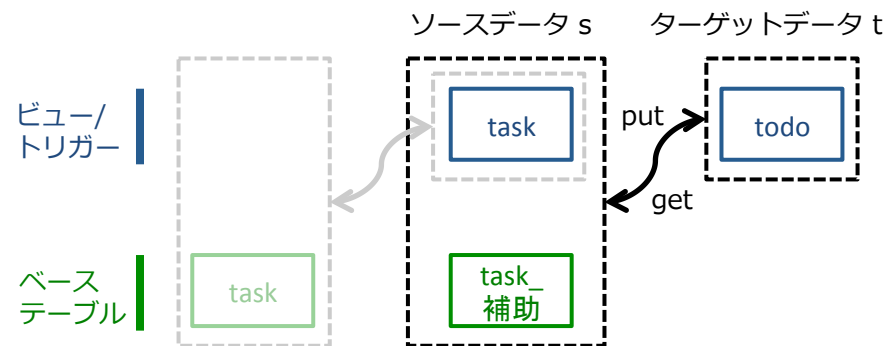 ソースデータ s
ターゲットデータ t
ビュー/
トリガー
task
put
todo
get
ベース
テーブル
task
task_
補助